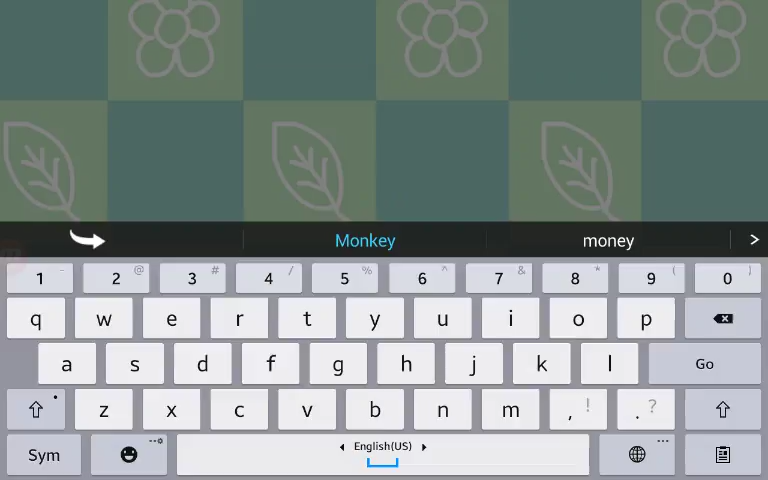 Monkey money >
1 - 2 @ 3 # 4 / 5 % 6 ^ 7 & 8 * 9 ( 0 )
q w e r t y u i o p
a s d f g h j k l Go
z x c v b n m , ! . ?
Sym English(US)